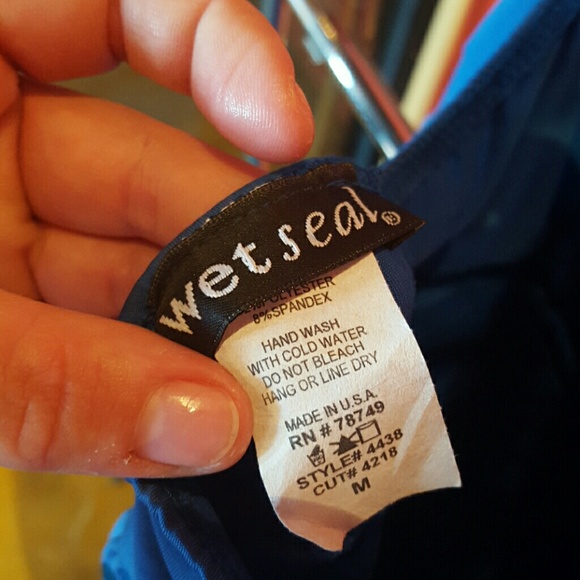 wet seal®
POLYESTER
8%SPANDEX
HAND WASH
WITH COLD WATER
DO NOT BLEACH
HANG OR LINE DRY
MADE IN U.S.A.
RN # 78749
STYLE# 4438
CUT# 4218
M